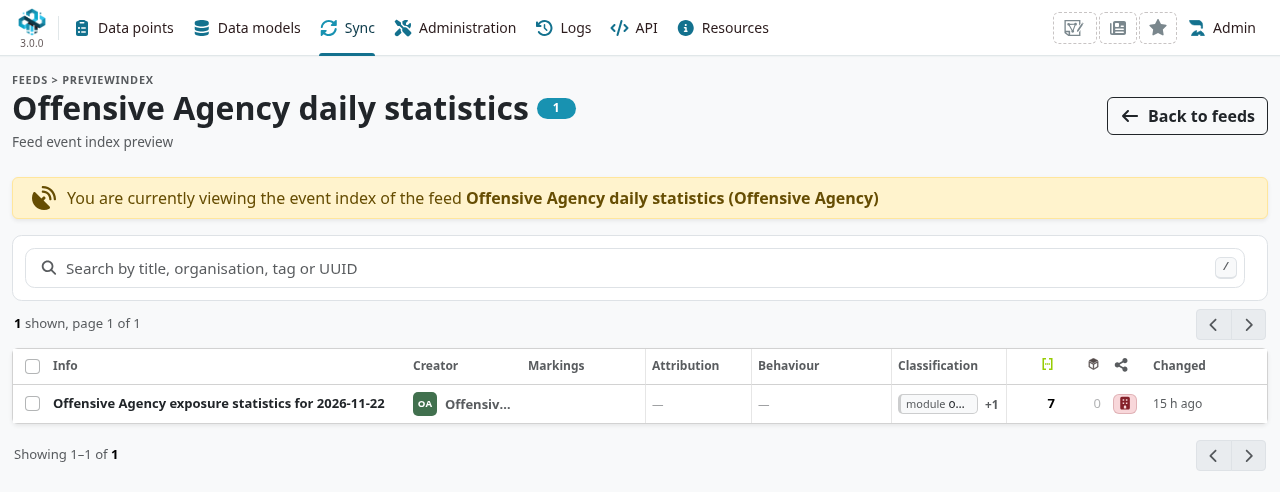 3.0.0
Data points
Data models
Sync
Administration
Logs
API
Resources
Admin
FEEDS > PREVIEWINDEX
Offensive Agency daily statistics 1
Feed event index preview
Back to feeds
You are currently viewing the event index of the feed Offensive Agency daily statistics (Offensive Agency)
Search by title, organisation, tag or UUID /
1 shown, page 1 of 1
Info Creator Markings Attribution Behaviour Classification Changed
Offensive Agency exposure statistics for 2026-11-22 OA Offensiv... — — module o... +1 7 0 15 h ago
Showing 1–1 of 1